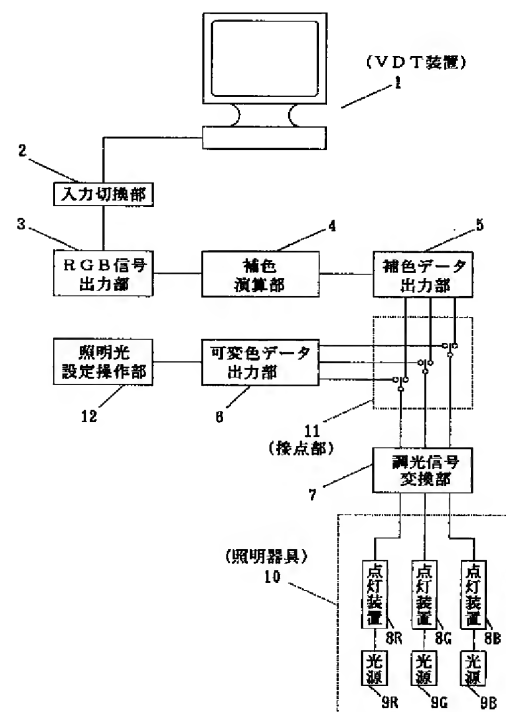 (VDT装置)
1
2
入力切換部
3
4
5
RGB信号
出力部
補色
演算部
補色データ
出力部
照明光
設定操作部
可変色データ
出力部
12
6
11
(接点部)
調光信号
変換部
7
(照明器具)
10
点灯装置
点灯装置
点灯装置
8R
8G
8B
光源
光源
光源
9R
9G
9B